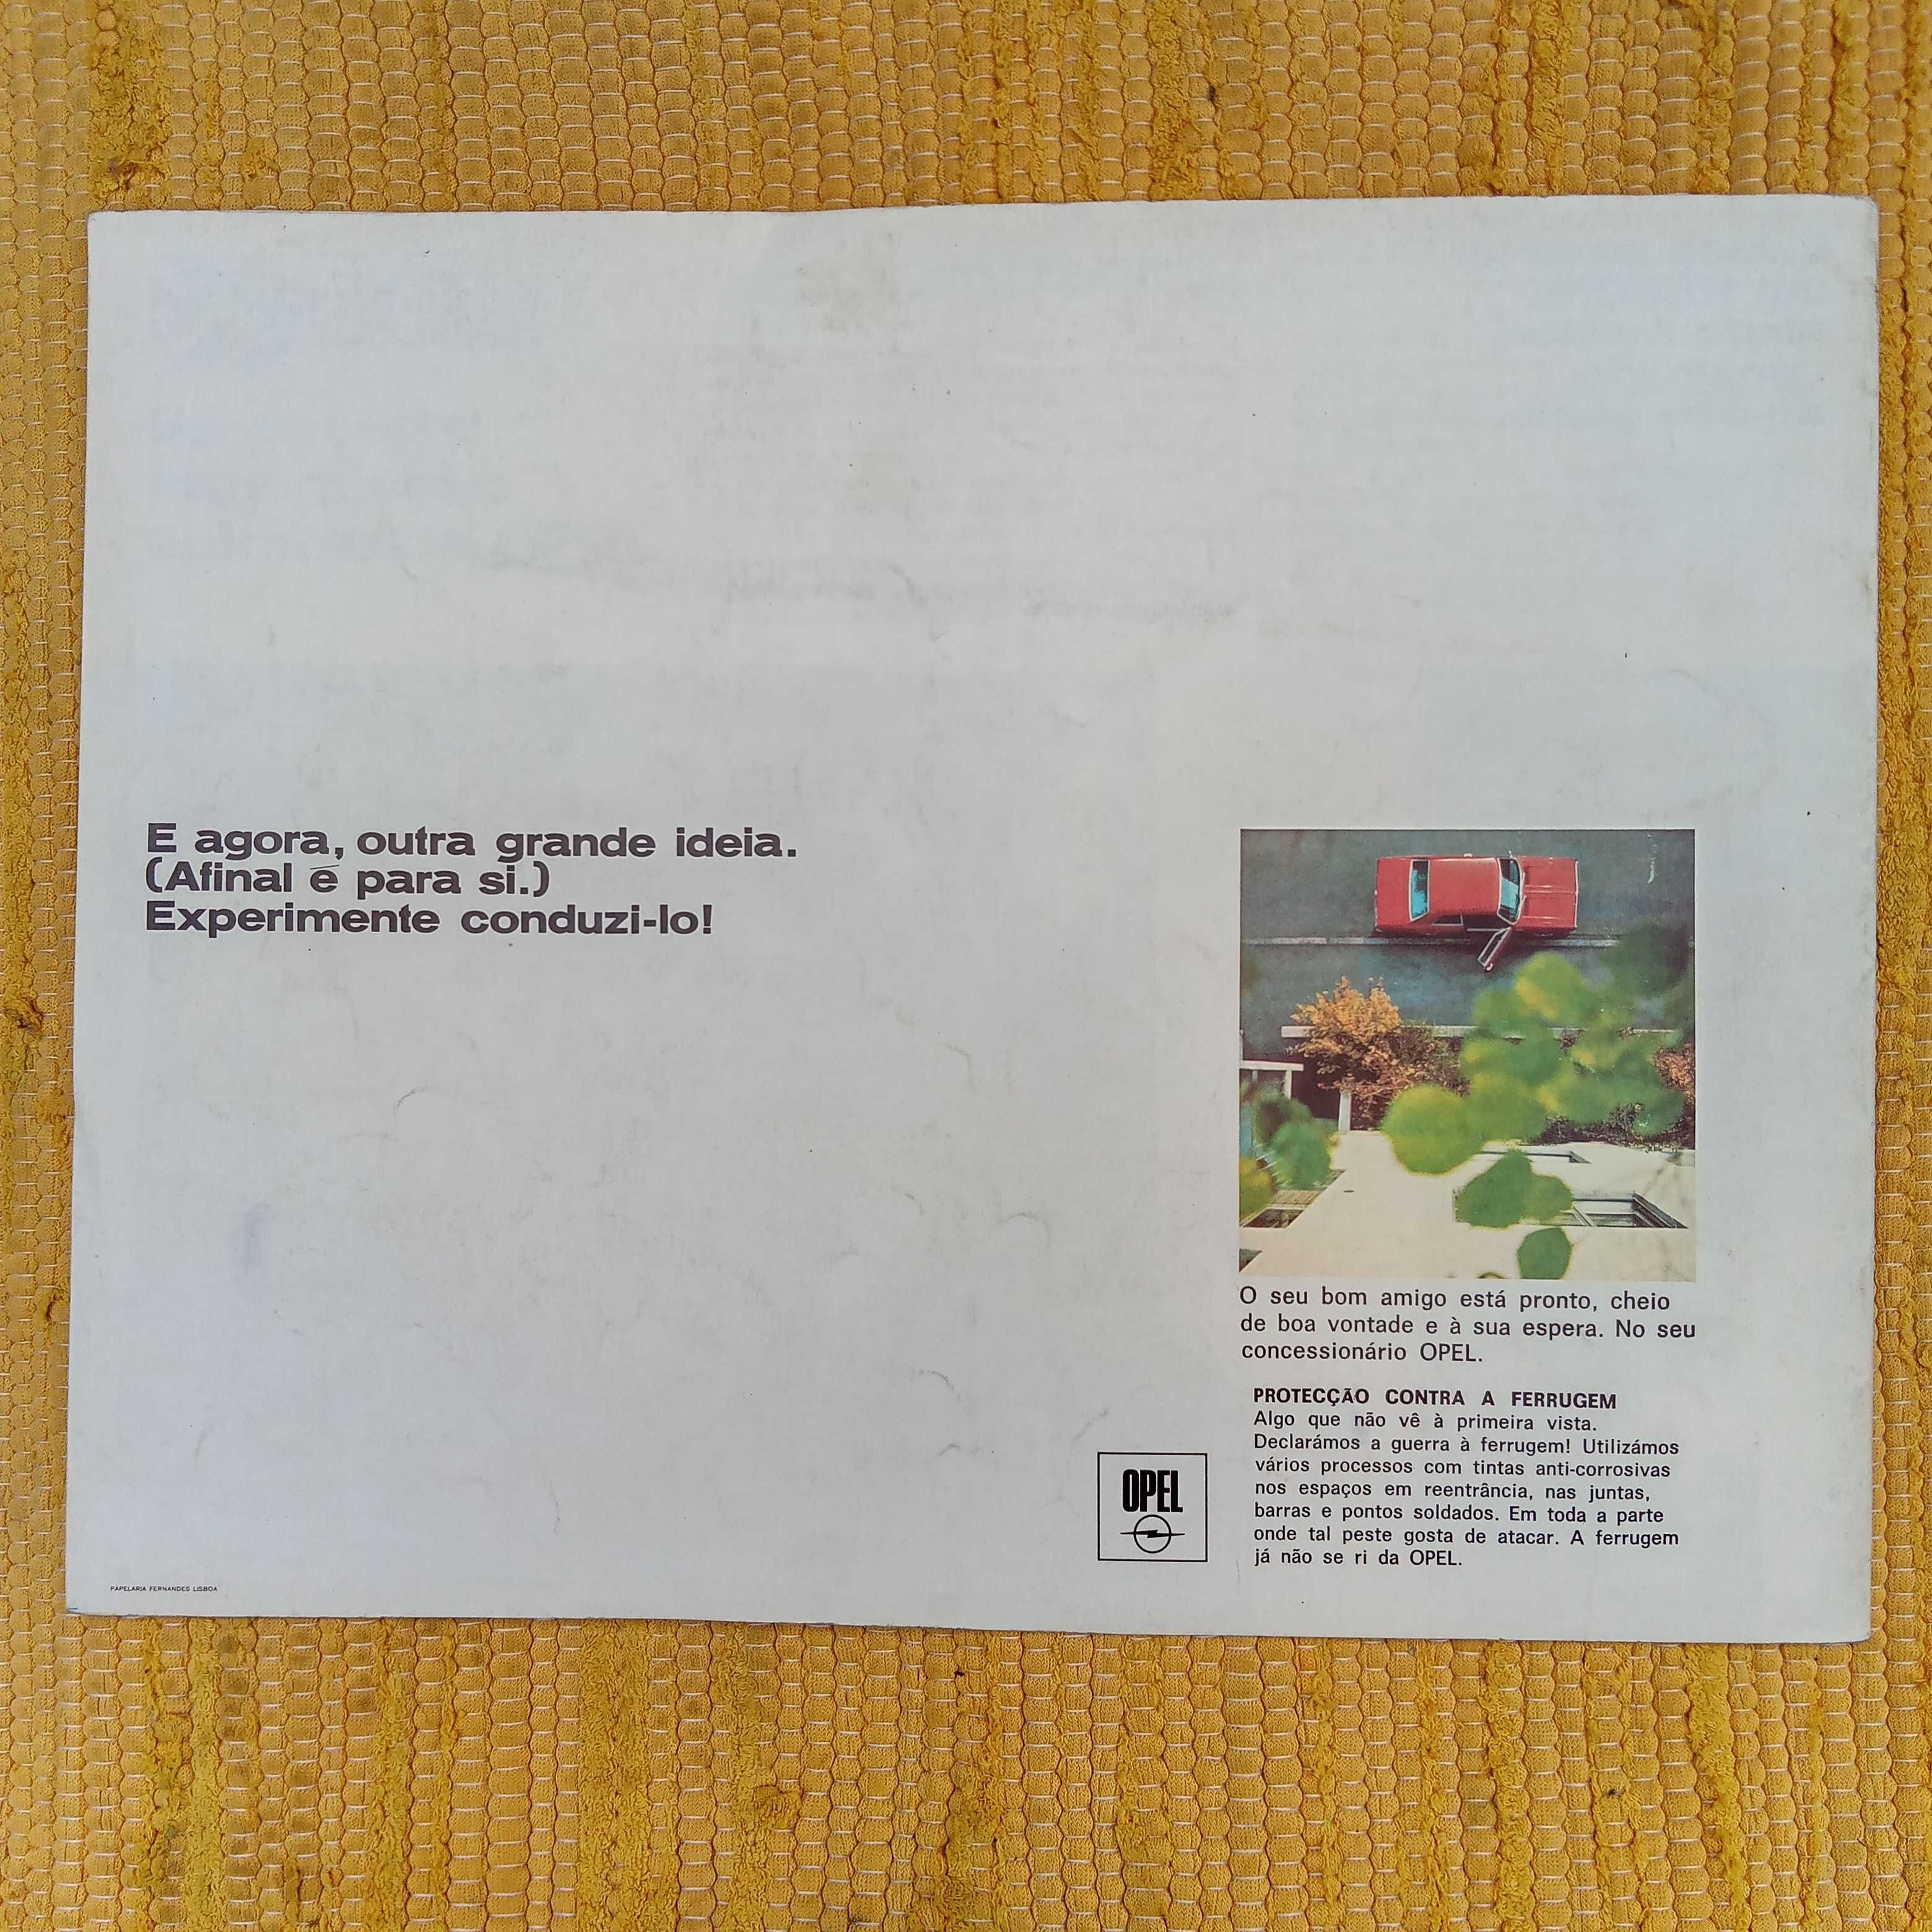 E agora, outra grande ideia.
(Afinal é para si.)
Experimente conduzi-lo!
O seu bom amigo está pronto, cheio
de boa vontade e à sua espera. No seu
concessionário OPEL.
PROTECÇÃO CONTRA A FERRUGEM
Algo que não vê à primeira vista.
Declarámos a guerra à ferrugem! Utilizámos
vários processos com tintas anti-corrosivas
nos espaços em reentrância, nas juntas,
barras e pontos soldados. Em toda a parte
onde tal peste gosta de atacar. A ferrugem
já não se ri da OPEL.
OPEL
PAPELARIA FERNANDES LISBOA